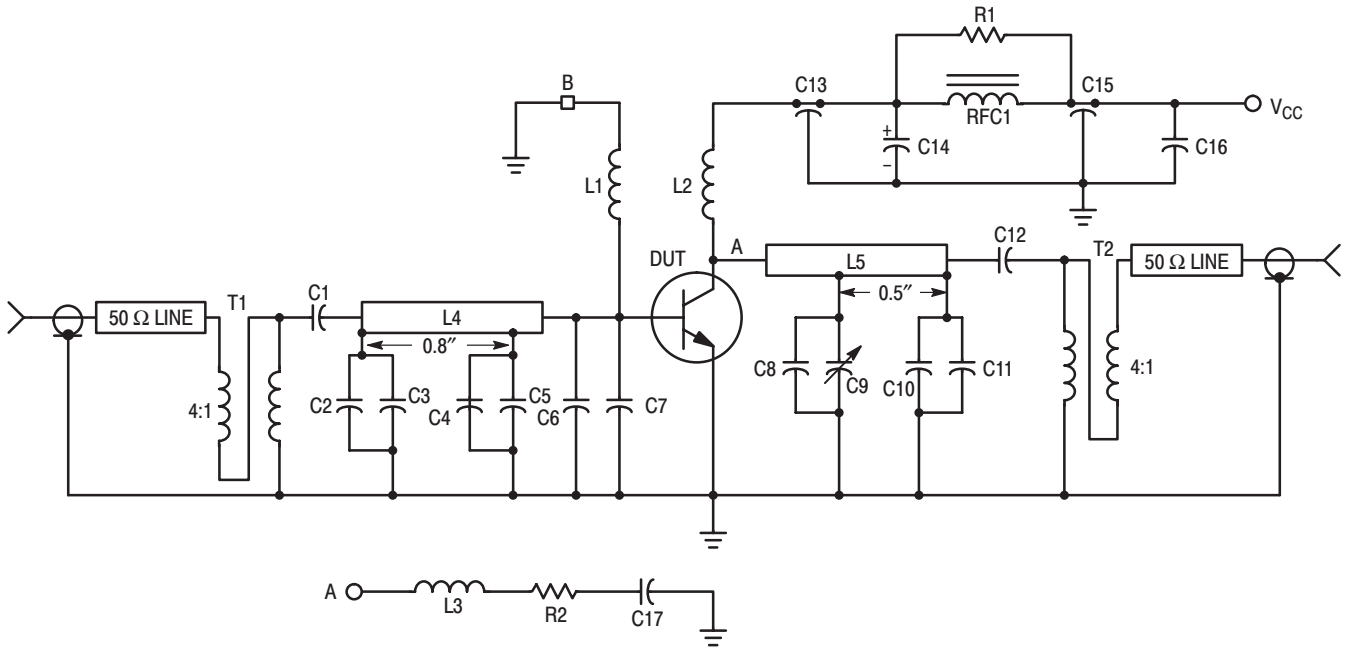 R1
B
C13
C15
RFC1
V_CC
+
C14
−
C16
L1
L2
C12
DUT
A
L5
T2
50 Ω LINE
0.5″
T1
C1
50 Ω LINE
L4
0.8″
4:1
C8
C9
C10
C11
4:1
C2
C3
C4
C5
C6
C7
A
L3
R2
C17